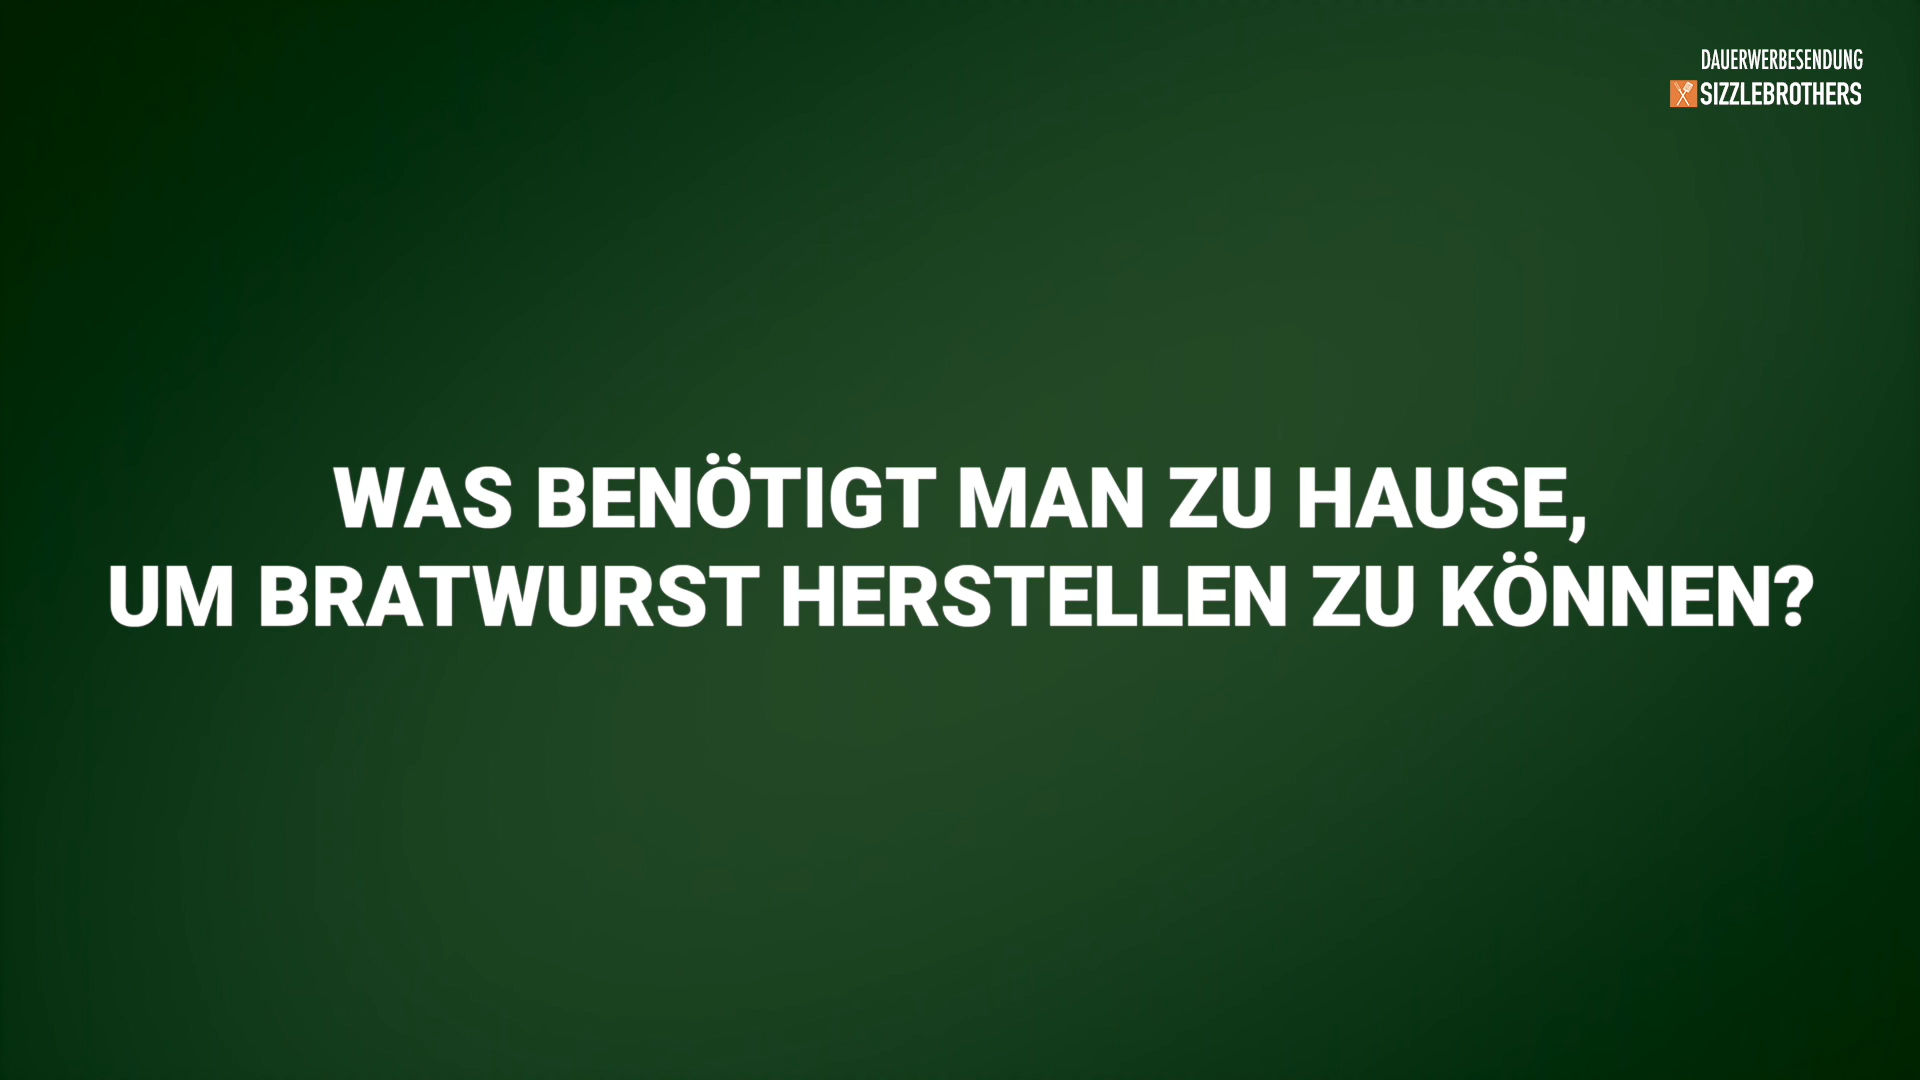 DAUERWERBESENDUNG
SIZZLEBROTHERS
WAS BENÖTIGT MAN ZU HAUSE,
UM BRATWURST HERSTELLEN ZU KÖNNEN?